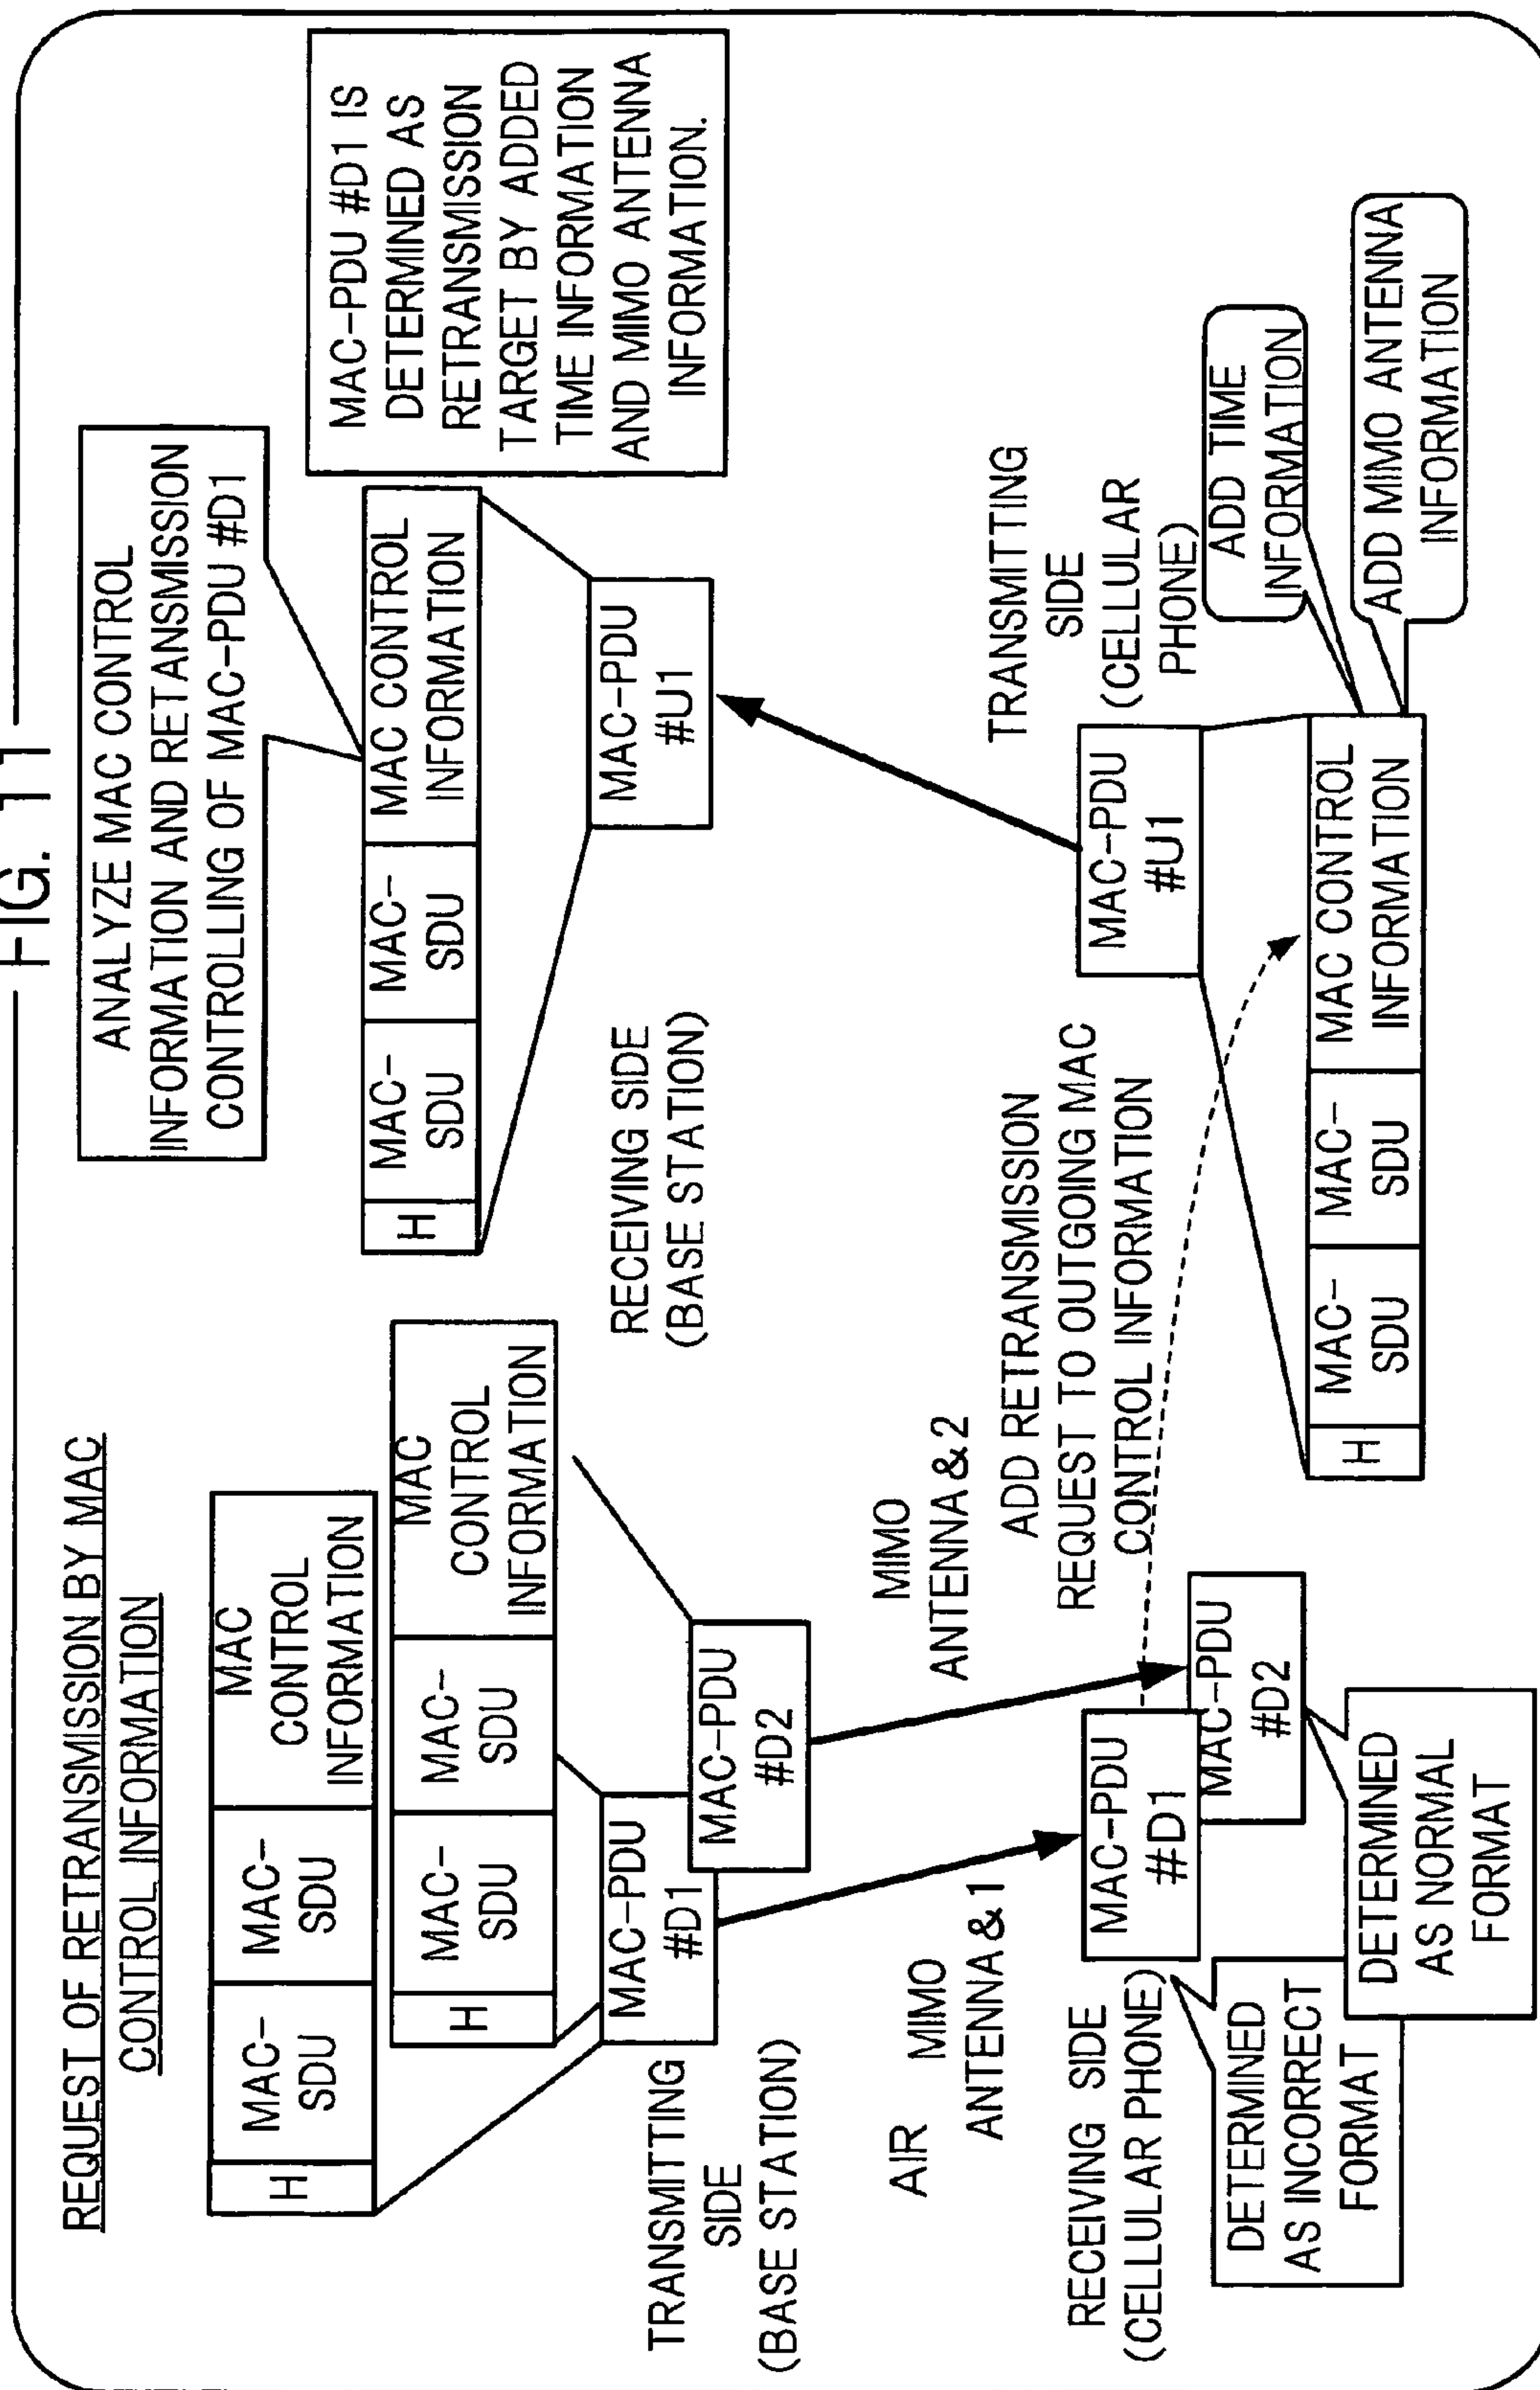 FIG. 11
REQUEST OF RETRANSMISSION BY MAC
CONTROL INFORMATION
H
MAC-
SDU
MAC-
SDU
MAC
CONTROL
INFORMATION
H
MAC-
SDU
MAC-
SDU
MAC
CONTROL
INFORMATION
MAC-PDU
#D1
MAC-PDU
#D2
TRANSMITTING
SIDE
(BASE STATION)
AIR
MIMO
ANTENNA&1
MIMO
ANTENNA&2
RECEIVING SIDE
(CELLULAR PHONE)
MAC-PDU
#D1
MAC-PDU
#D2
DETERMINED
AS INCORRECT
FORMAT
DETERMINED
AS NORMAL
FORMAT
ANALYZE MAC CONTROL
INFORMATION AND RETANSMISSION
CONTROLLING OF MAC-PDU #D1
H
MAC-
SDU
MAC-
SDU
MAC CONTROL
INFORMATION
MAC-PDU
#U1
RECEIVING SIDE
(BASE STATION)
MAC-PDU #D1 IS
DETERMINED AS
RETRANSMISSION
TARGET BY ADDED
TIME INFORMATION
AND MIMO ANTENNA
INFORMATION.
ADD RETRANSMISSION
REQUEST TO OUTGOING MAC
CONTROL INFORMATION
TRANSMITTING
SIDE
(CELLULAR
PHONE)
MAC-PDU
#U1
H
MAC-
SDU
MAC-
SDU
MAC CONTROL
INFORMATION
ADD TIME
INFORMATION
ADD MIMO ANTENNA
INFORMATION